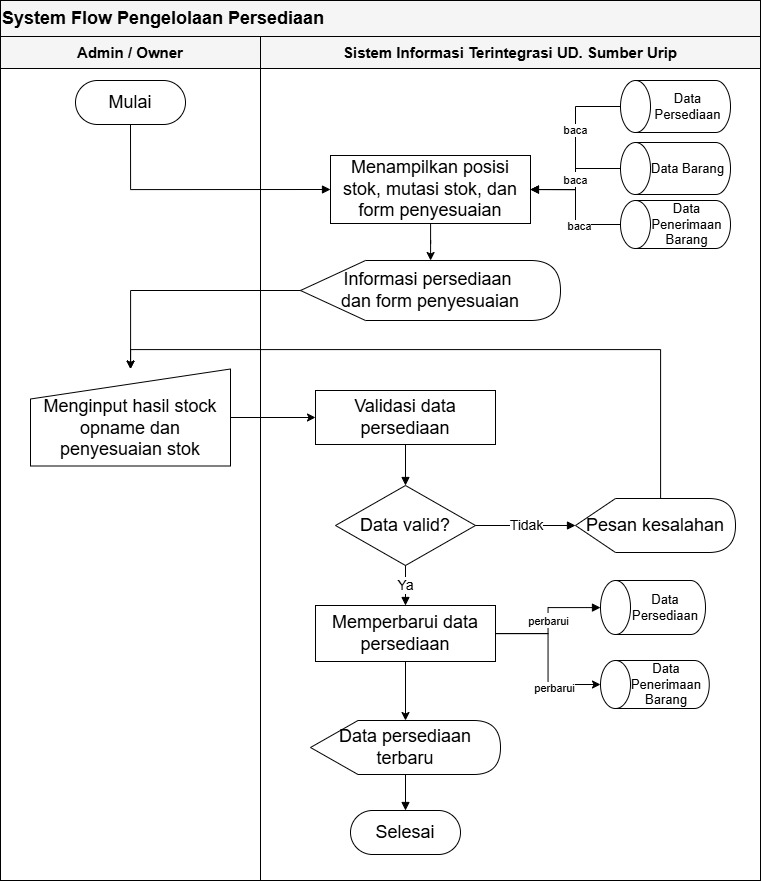 System Flow Pengelolaan Persediaan
Admin / Owner
Sistem Informasi Terintegrasi UD. Sumber Urip
Mulai
Data
Persediaan
baca
Menampilkan posisi
stok, mutasi stok, dan
form penyesuaian
baca
Data Barang
baca
Data
Penerimaan
Barang
Informasi persediaan
dan form penyesuaian
Menginput hasil stock
opname dan
penyesuaian stok
Validasi data
persediaan
Data valid?
Tidak
Pesan kesalahan
Ya
Memperbarui data
persediaan
perbarui
Data
Persediaan
perbarui
Data
Penerimaan
Barang
Data persediaan
terbaru
Selesai